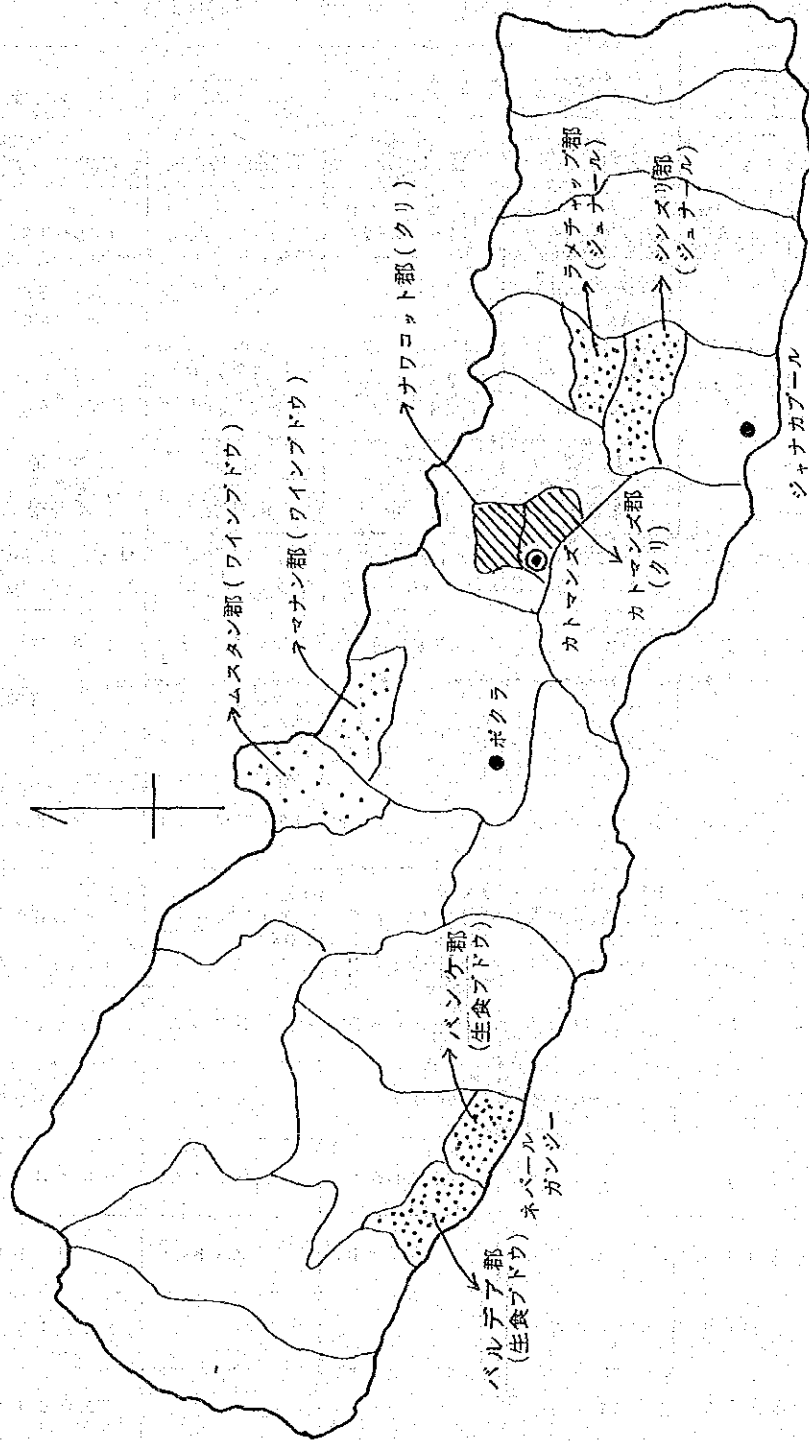 ムスタン郡(ワインブドウ)
マナン郡(ワインブドウ)
ナワコット郡(クリ)
ラメチャップ郡
(ジュナール)
シンズリ郡
(ジュナール)
カトマンズ
カトマンズ郡
(クリ)
ポクラ
ジャナカプール
バンケ郡
(生食ブドウ)
バルデア郡
(生食ブドウ)
ネパール
ガンジー